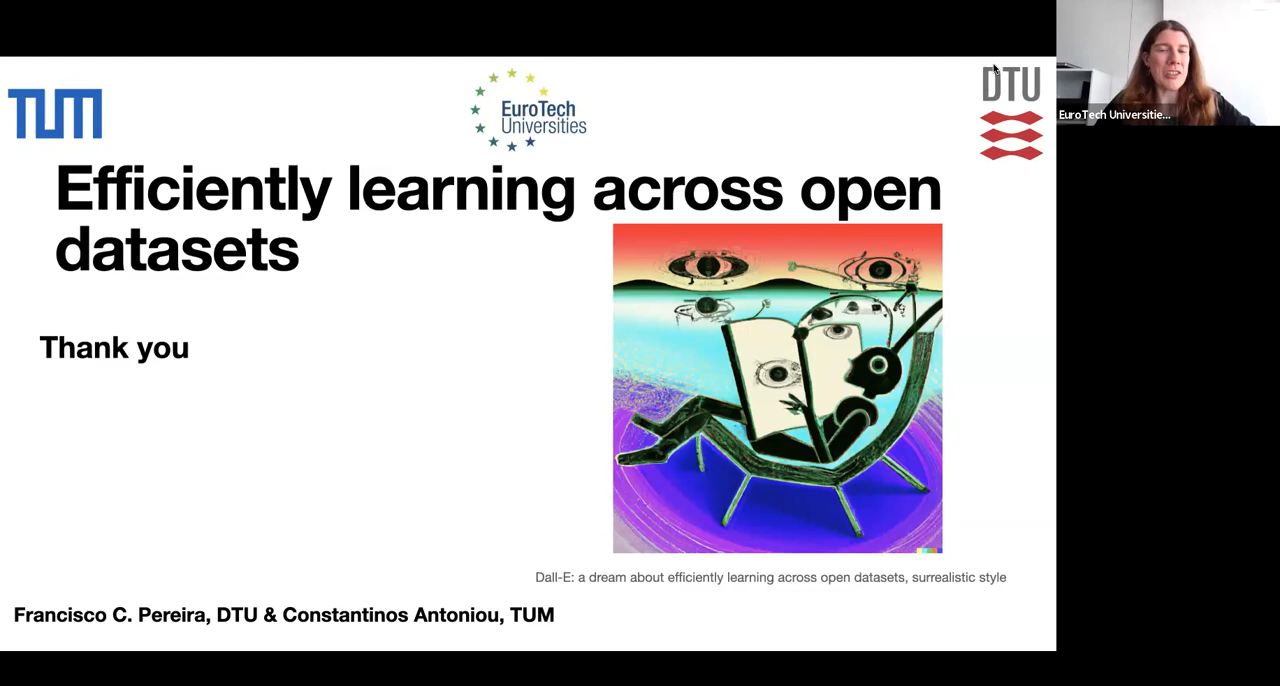 TUM
EuroTech
Universities
DTU
EuroTech Universitie...
Efficiently learning across open
datasets
Thank you
Dall-E: a dream about efficiently learning across open datasets, surrealistic style
Francisco C. Pereira, DTU & Constantinos Antoniou, TUM